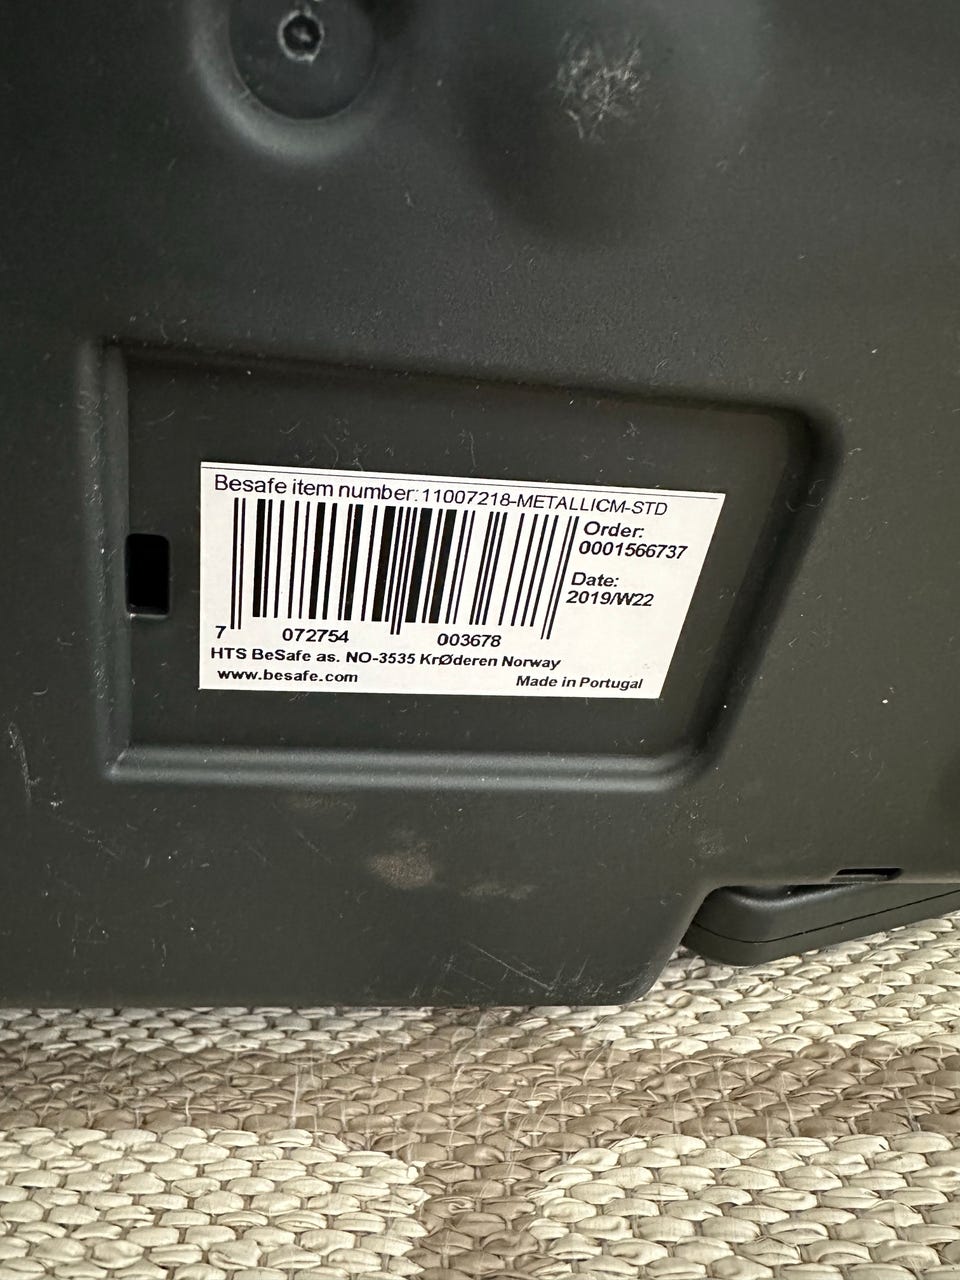 Besafe item number:11007218-METALLICM-STD
Order:
0001566737
Date:
2019/W22
7 072754 003678
HTS BeSafe as. NO-3535 KrØderen Norway
www.besafe.com Made in Portugal